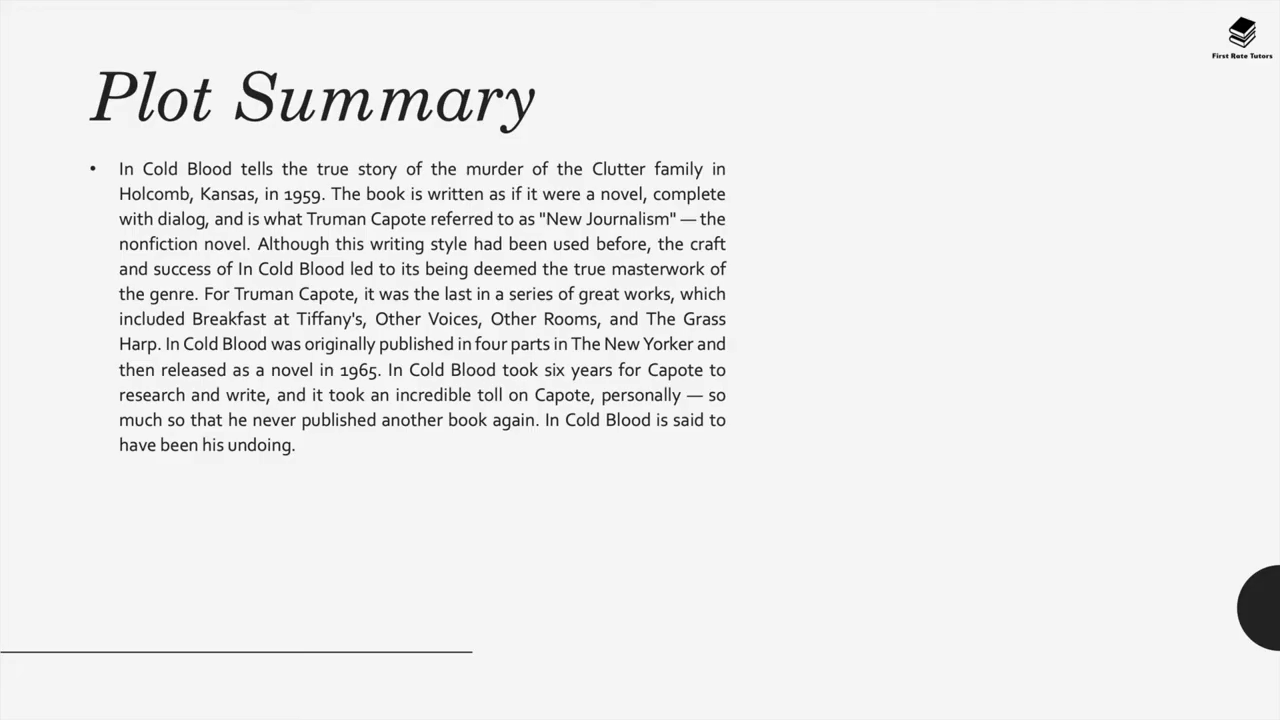 First Rate Tutors
Plot Summary
• In Cold Blood tells the true story of the murder of the Clutter family in
Holcomb, Kansas, in 1959. The book is written as if it were a novel, complete
with dialog, and is what Truman Capote referred to as "New Journalism" — the
nonfiction novel. Although this writing style had been used before, the craft
and success of In Cold Blood led to its being deemed the true masterwork of
the genre. For Truman Capote, it was the last in a series of great works, which
included Breakfast at Tiffany's, Other Voices, Other Rooms, and The Grass
Harp. In Cold Blood was originally published in four parts in The New Yorker and
then released as a novel in 1965. In Cold Blood took six years for Capote to
research and write, and it took an incredible toll on Capote, personally — so
much so that he never published another book again. In Cold Blood is said to
have been his undoing.